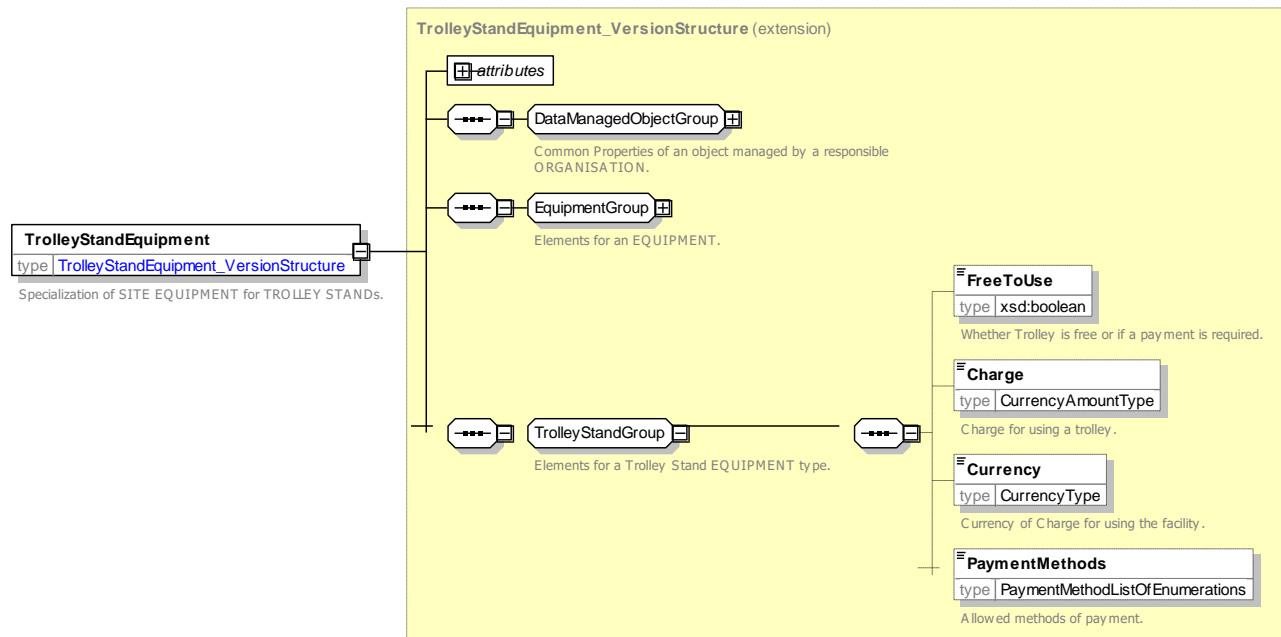 TrolleyStandEquipment_VersionStructure (extension)
attributes
DataManagedObjectGroup
Common Properties of an object managed by a responsible
ORGANISATION.
EquipmentGroup
Elements for an EQUIPMENT.
TrolleyStandEquipment
type TrolleyStandEquipment_VersionStructure
Specialization of SITE EQUIPMENT for TROLLEY STANDs.
TrolleyStandGroup
Elements for a Trolley Stand EQUIPMENT type.
FreeToUse
type xsd:boolean
Whether Trolley is free or if a payment is required.
Charge
type CurrencyAmountType
Charge for using a trolley.
Currency
type CurrencyType
Currency of Charge for using the facility.
PaymentMethods
type PaymentMethodListOfEnumerations
Allowed methods of payment.